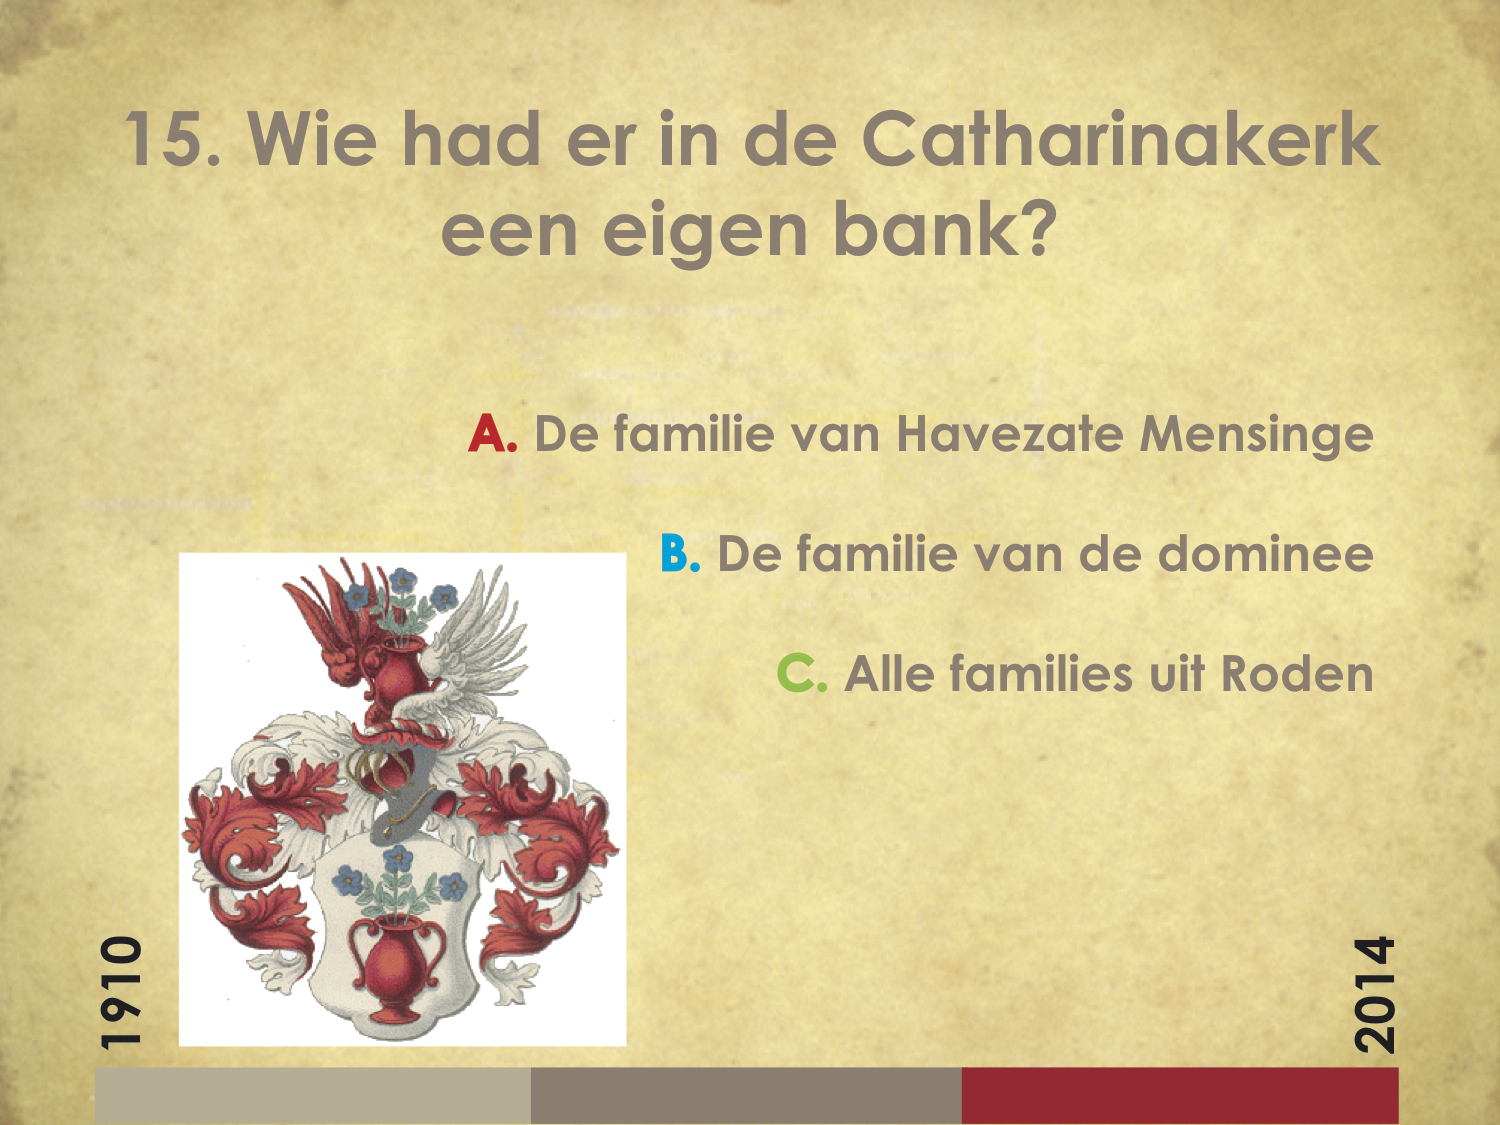 15. Wie had er in de Catharinakerk
een eigen bank?
A. De familie van Havezate Mensinge
B. De familie van de dominee
C. Alle families uit Roden
1910
2014